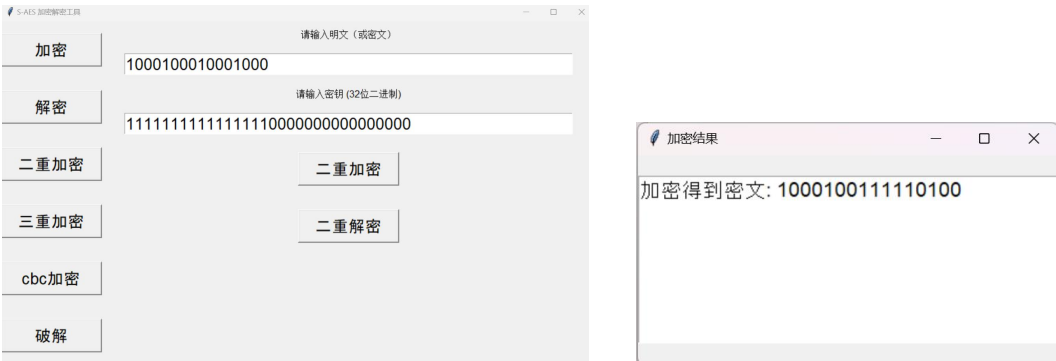 S-AES 加密解密工具
加密
解密
二重加密
三重加密
cbc加密
破解
请输入明文（或密文）
1000100010001000
请输入密钥 (32位二进制)
11111111111111110000000000000000
二重加密
二重解密
加密结果
加密得到密文: 1000100111110100